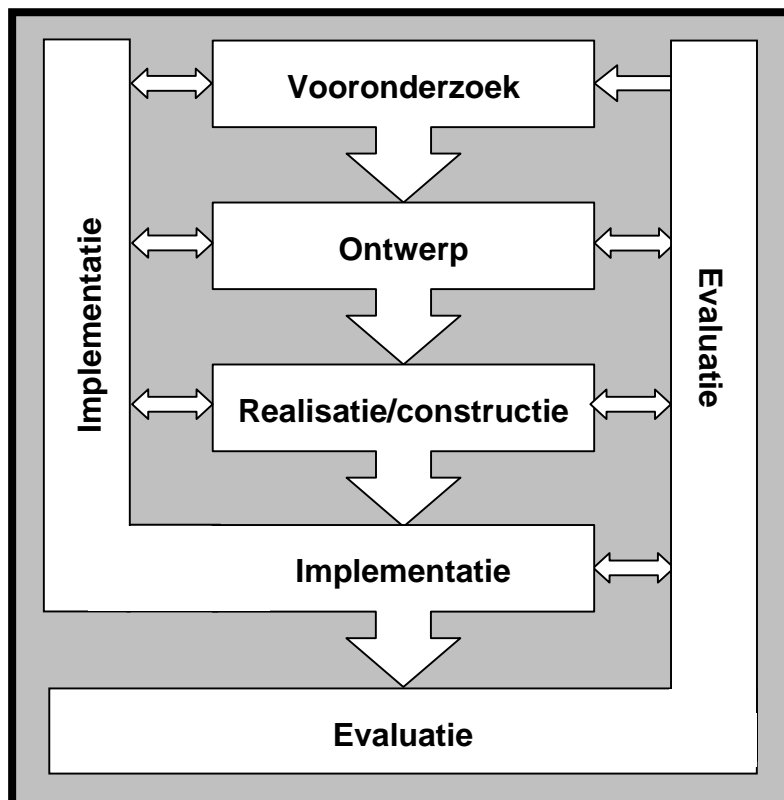 Vooronderzoek
Ontwerp
Realisatie/constructie
Implementatie
Evaluatie
Implementatie
Evaluatie